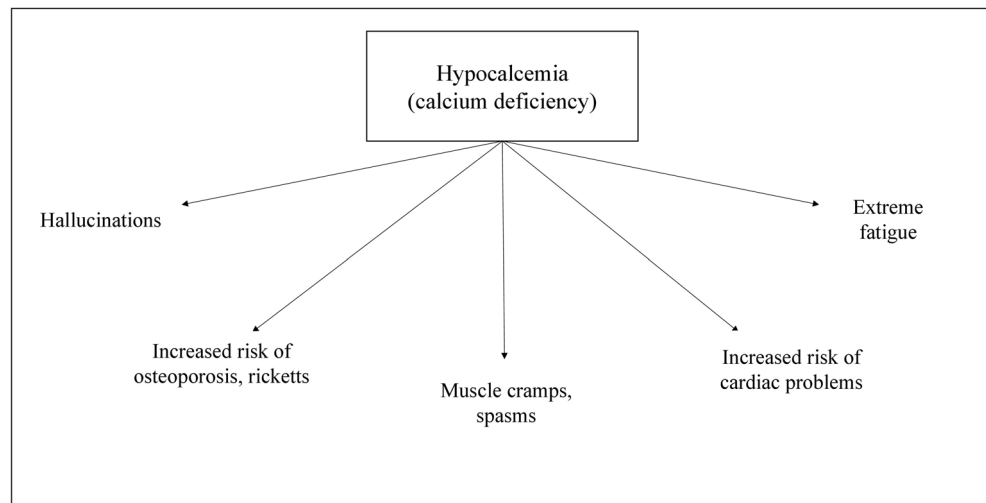 Hypocalcemia
(calcium deficiency)
Hallucinations
Extreme
fatigue
Increased risk of
osteoporosis, ricketts
Muscle cramps,
spasms
Increased risk of
cardiac problems